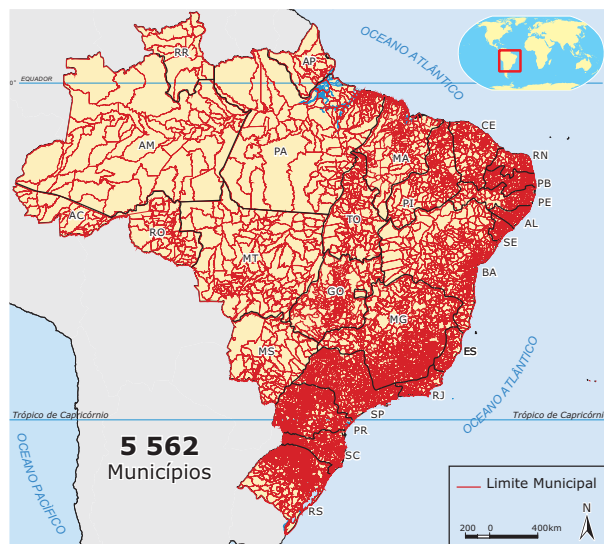 OCEANO ATLÂNTICO
RR
AP
0° EQUADOR
CE
AM
PA
MA
RN
PB
PI
PE
AC
TO
AL
RO
SE
MT
BA
GO
MG
MS
ES
OCEANO ATLÂNTICO
RJ
Trópico de Capricórnio
SP
Trópico de Capricórni
PR
OCEANO PACÍFICO
5 562
Municípios
SC
RS
Limite Municipal
N
200 0 400km